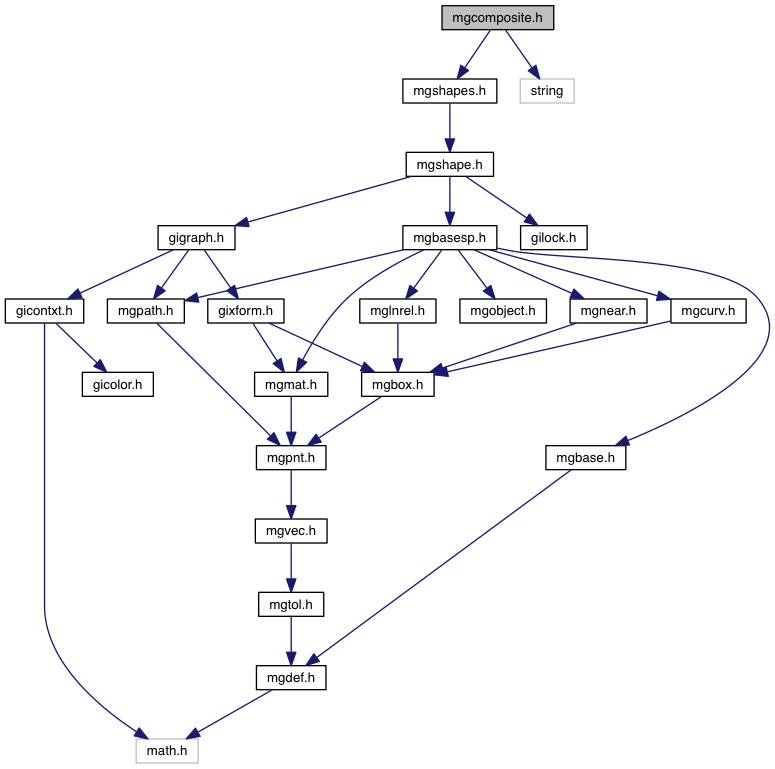 mgcomposite.h
mgshapes.h
string
mgshape.h
gigraph.h
mgbasesp.h
gilock.h
gicontxt.h
mgpath.h
gixform.h
mglnrel.h
mgobject.h
mgnear.h
mgcurv.h
gicolor.h
mgmat.h
mgbox.h
mgpnt.h
mgbase.h
mgvec.h
mgtol.h
mgdef.h
math.h